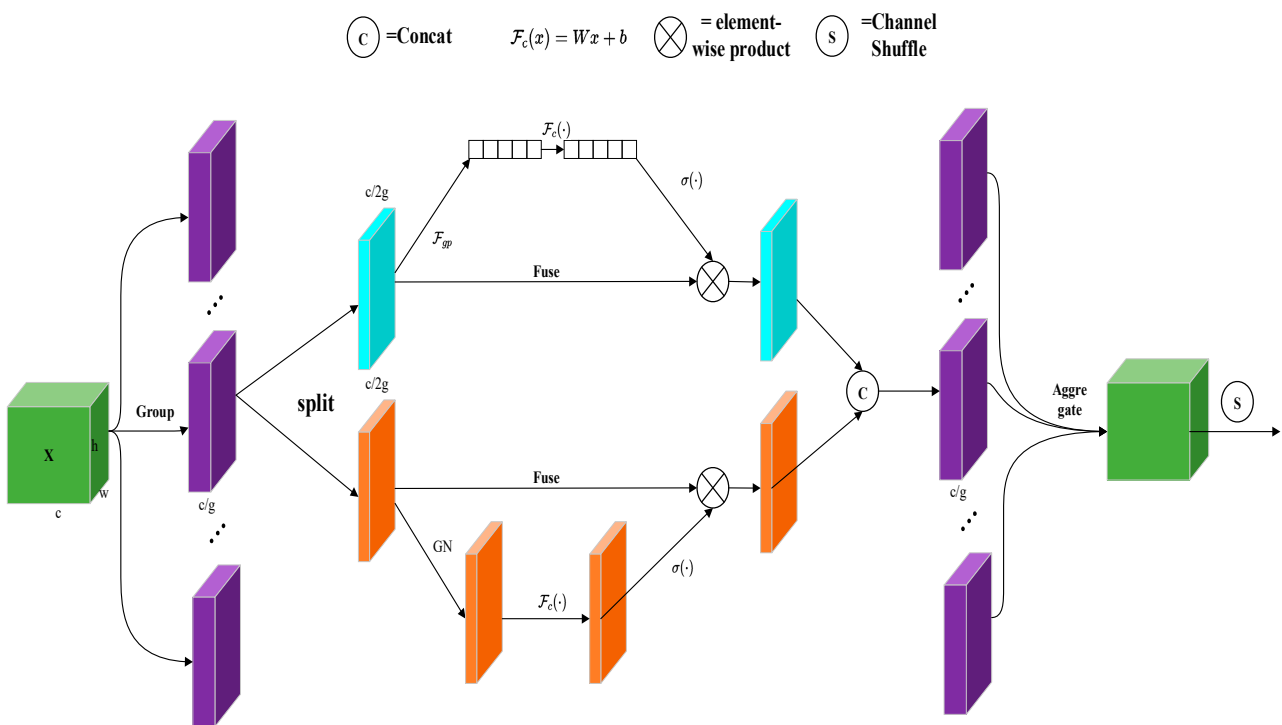 C =Concat
𝓕c(x) = Wx + b
= element-
wise product
S =Channel
Shuffle
𝓕c(·)
σ(·)
c/2g
𝓕gp
Fuse
c/2g
split
Group
X
h
w
c
c/g
C
Aggre
gate
S
Fuse
c/g
GN
𝓕c(·)
σ(·)